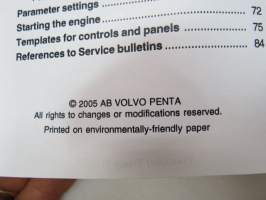 Parameter settings
72
Starting the engine
75
Templates for controls and panels
84
References to Service bulletins
© 2005 AB VOLVO PENTA
All rights to changes or modifications reserved.
Printed on environmentally-friendly paper